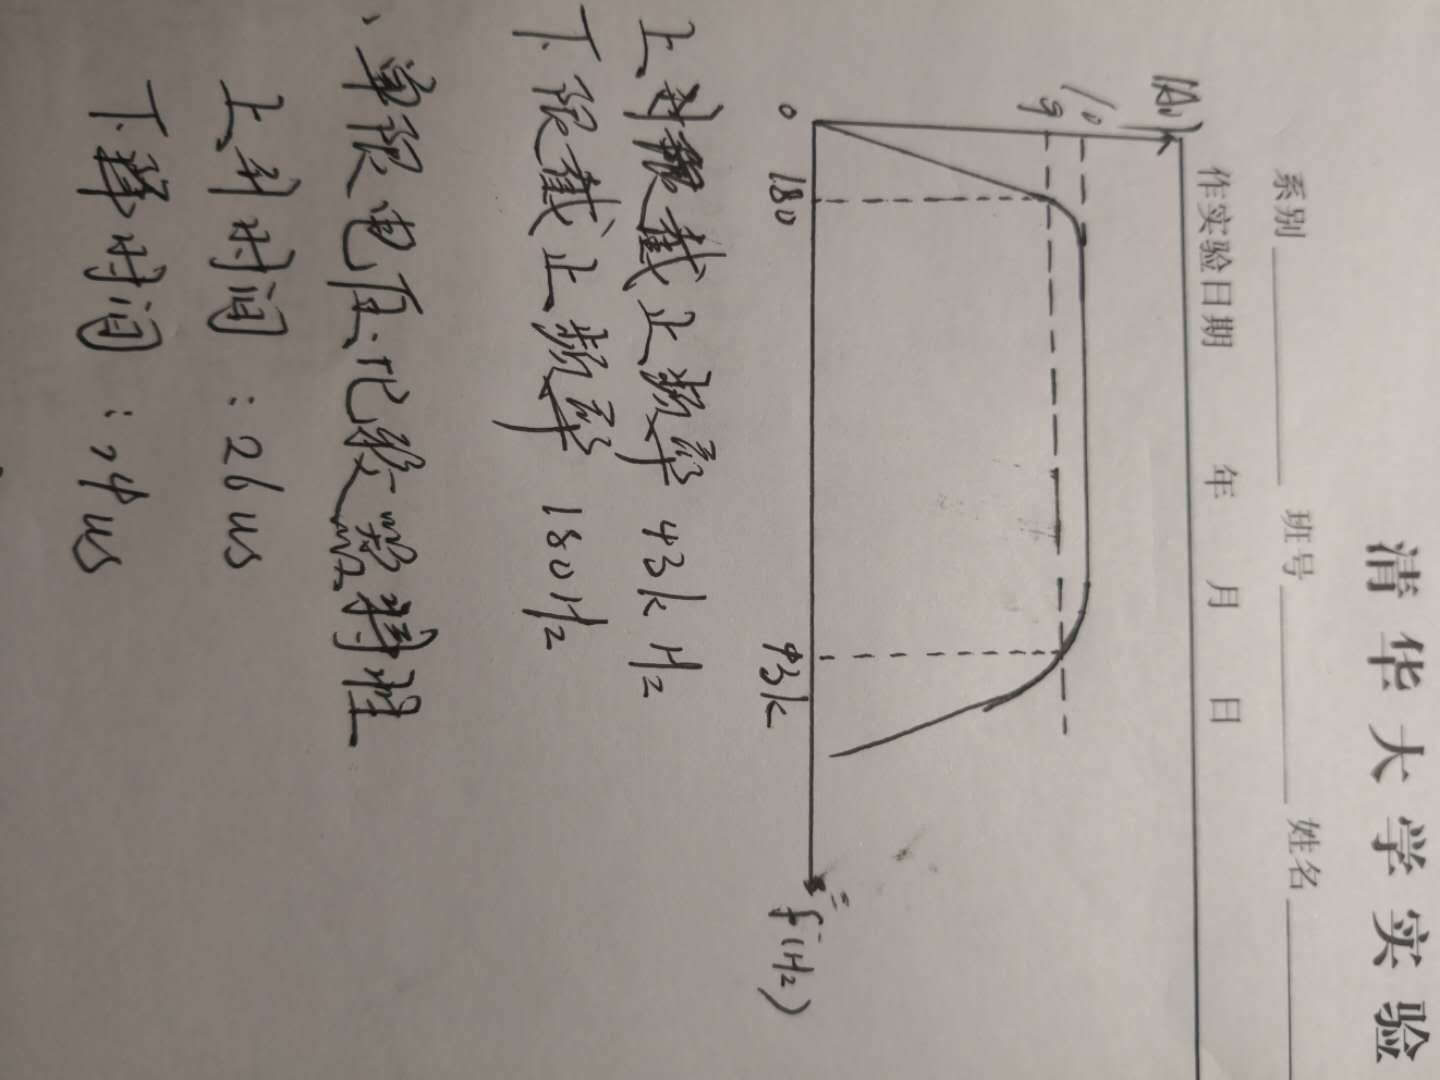 清华大学实验
系别 班号 姓名
作实验日期 年 月 日
|Au|
10
9
0 180 43k f(Hz)
上限截止频率 43kHz
下限截止频率 180Hz
、单限电压比较器特性
上升时间：26us
下降时间：24us